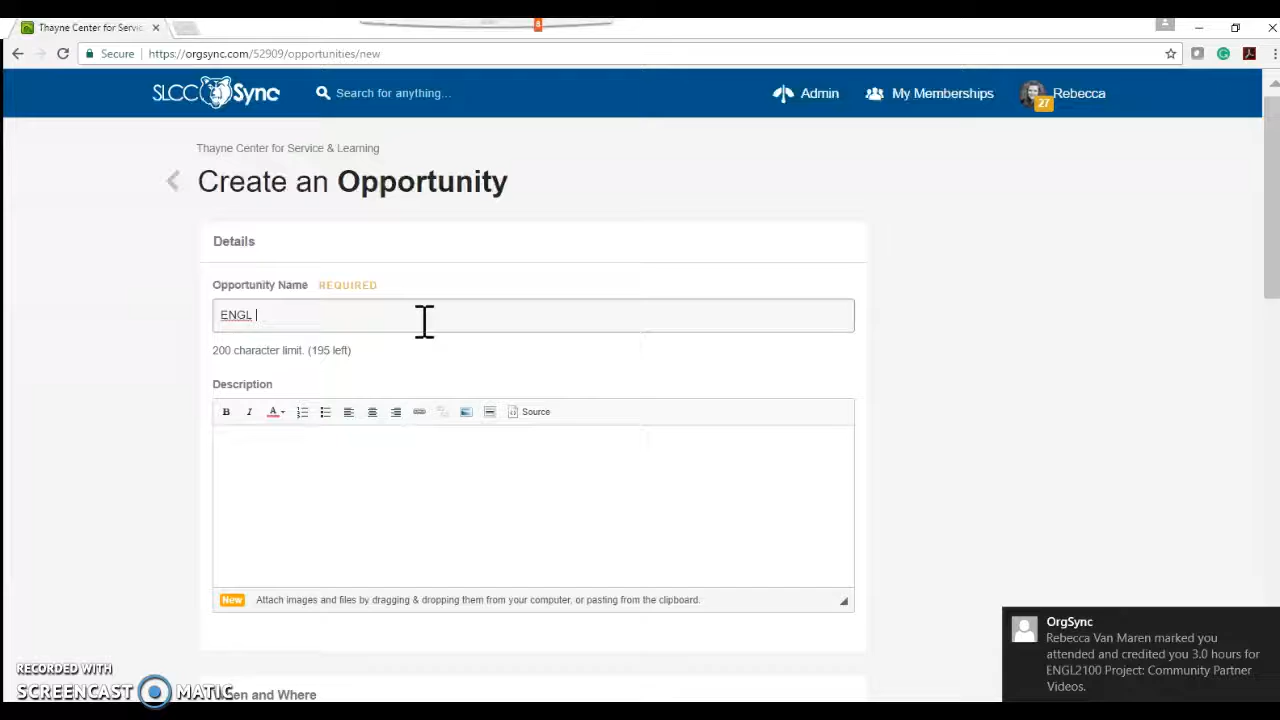 Thayne Center for Servic
Secure https://orgsync.com/52909/opportunities/new
SLCC Sync
Search for anything...
Admin
My Memberships
27
Rebecca
Thayne Center for Service & Learning
Create an Opportunity
Details
Opportunity Name REQUIRED
ENGL
200 character limit. (195 left)
Description
B I A Source
New Attach images and files by dragging & dropping them from your computer, or pasting from the clipboard.
OrgSync
Rebecca Van Maren marked you
attended and credited you 3.0 hours for
ENGL2100 Project: Community Partner
Videos.
RECORDED WITH
SCREENCAST MATIC
en and Where